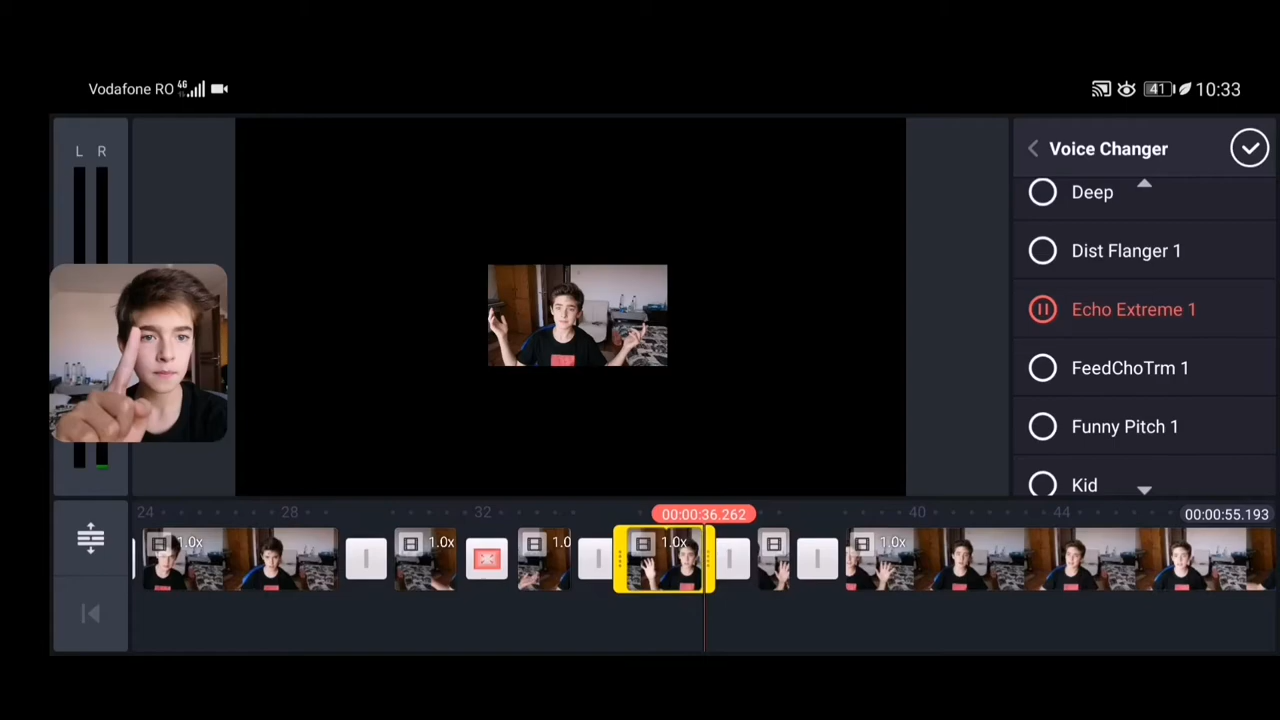 Vodafone RO 4G
41 10:33
L R
Voice Changer
Deep
Dist Flanger 1
Echo Extreme 1
FeedChoTrm 1
Funny Pitch 1
Kid
24 28 32 00:00:36.262 40 44 00:00:55.193
1.0x 1.0x 1.0 1.0x 1.0x